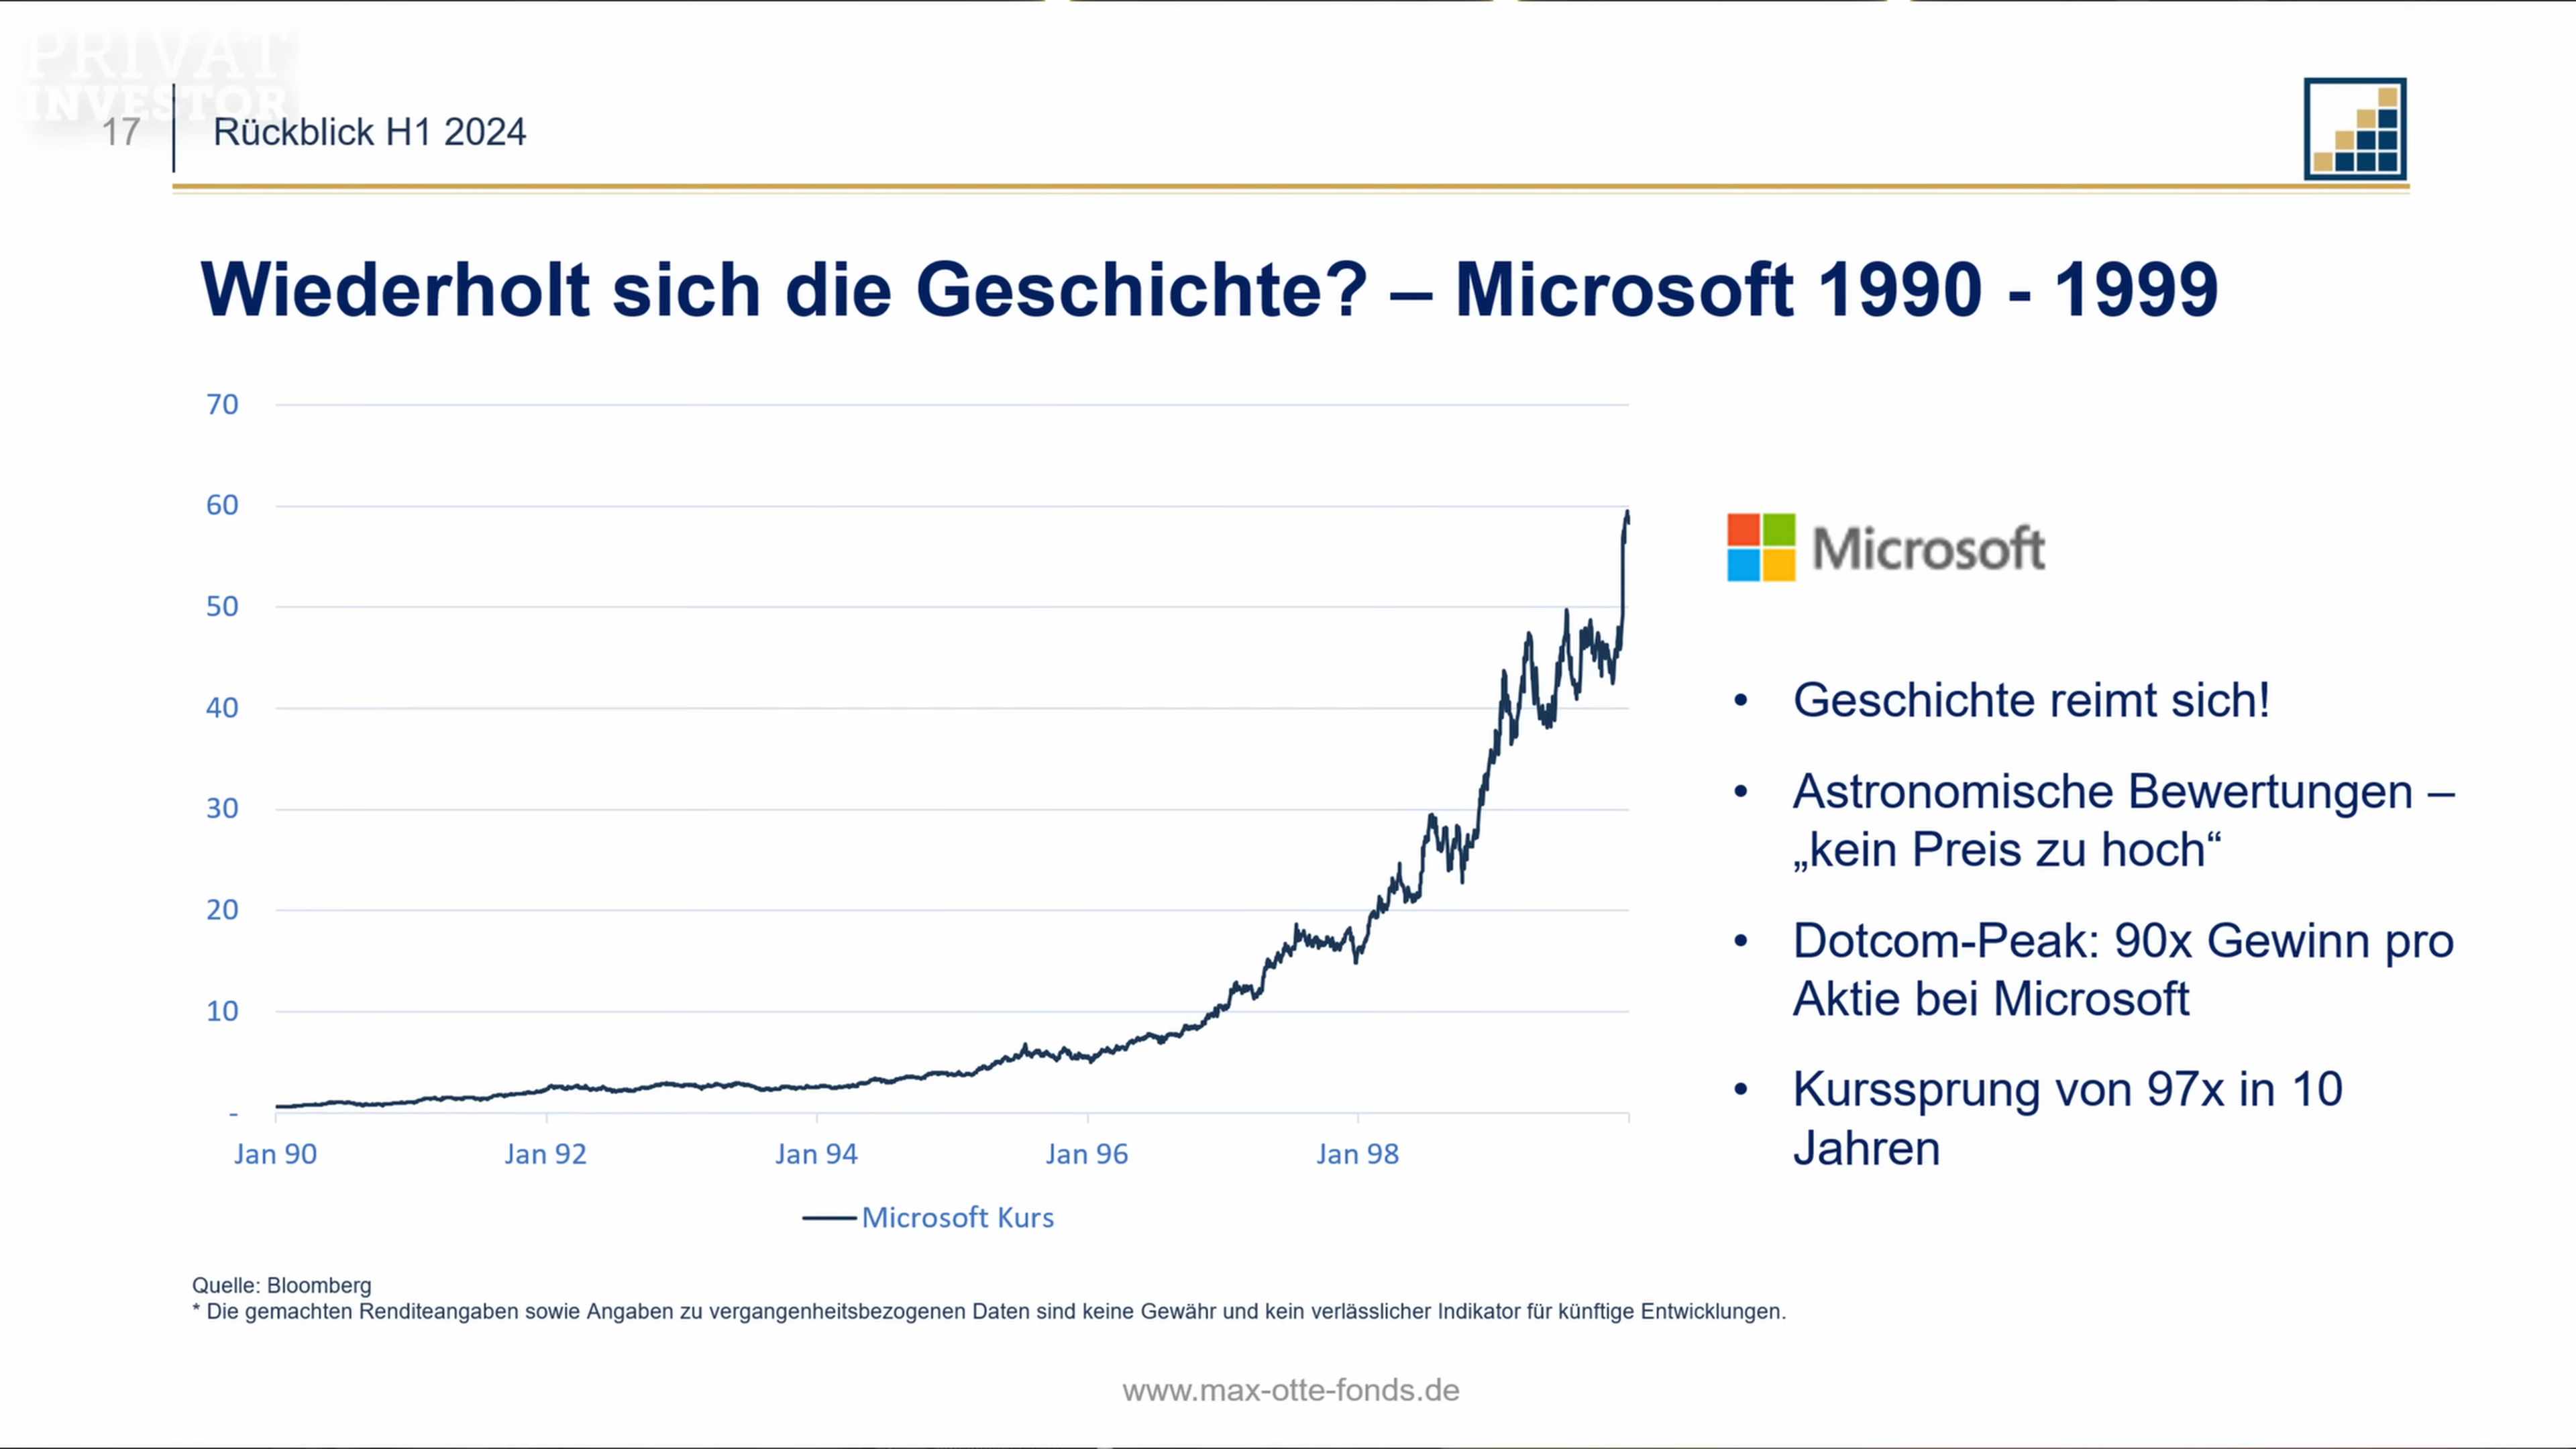 PRIVAT
INVESTOR
17
Rückblick H1 2024
Wiederholt sich die Geschichte? – Microsoft 1990 - 1999
70
60
50
40
30
20
10
-
Jan 90 Jan 92 Jan 94 Jan 96 Jan 98
Microsoft Kurs
Microsoft
• Geschichte reimt sich!
• Astronomische Bewertungen –
„kein Preis zu hoch“
• Dotcom-Peak: 90x Gewinn pro
Aktie bei Microsoft
• Kurssprung von 97x in 10
Jahren
Quelle: Bloomberg
* Die gemachten Renditeangaben sowie Angaben zu vergangenheitsbezogenen Daten sind keine Gewähr und kein verlässlicher Indikator für künftige Entwicklungen.
www.max-otte-fonds.de